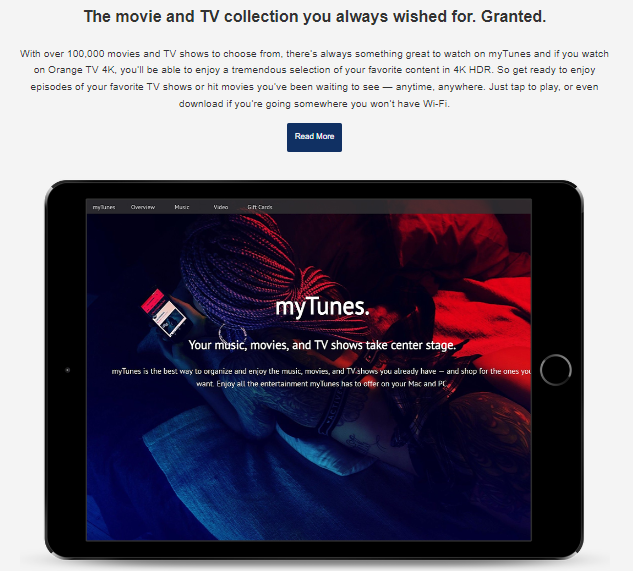 The movie and TV collection you always wished for. Granted.
With over 100,000 movies and TV shows to choose from, there's always something great to watch on myTunes and if you watch
on Orange TV 4K, you'll be able to enjoy a tremendous selection of your favorite content in 4K HDR. So get ready to enjoy
episodes of your favorite TV shows or hit movies you've been waiting to see — anytime, anywhere. Just tap to play, or even
download if you're going somewhere you won't have Wi-Fi.
Read More
myTunes Overview Music Video Gift Cards
myTunes.
Your music, movies, and TV shows take center stage.
myTunes is the best way to organize and enjoy the music, movies, and TV shows you already have — and shop for the ones you
want. Enjoy all the entertainment myTunes has to offer on your Mac and PC.